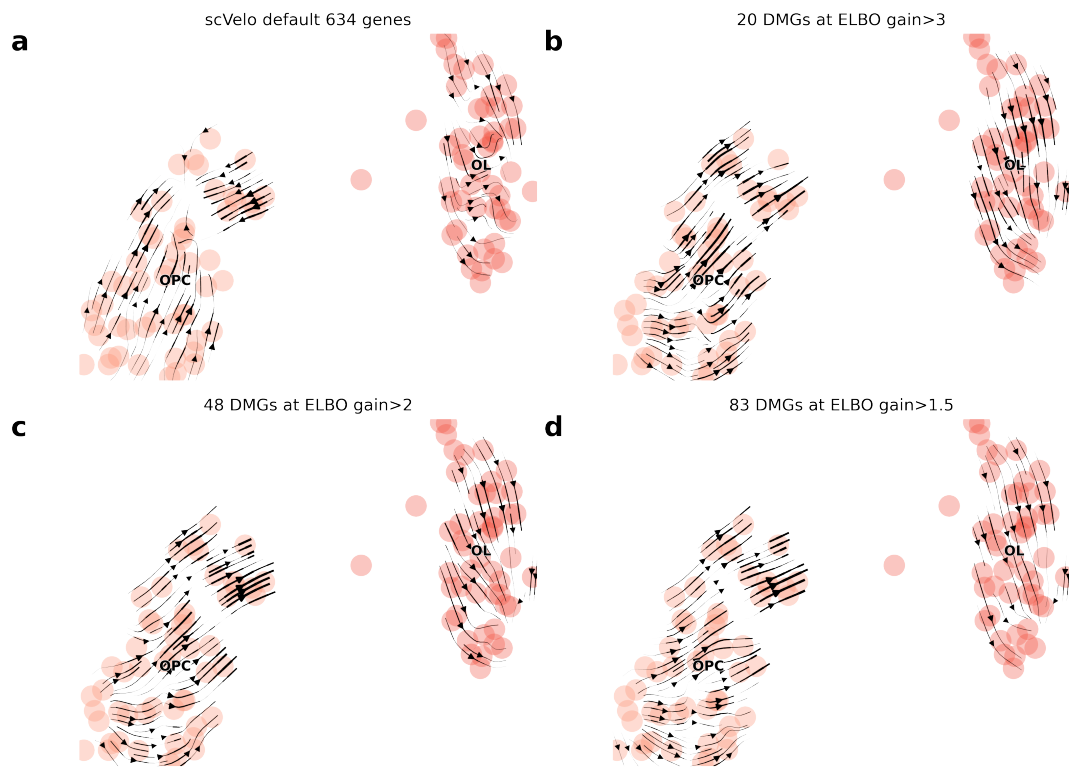 scVelo default 634 genes
a
OL
OPC
20 DMGs at ELBO gain>3
b
OL
OPC
48 DMGs at ELBO gain>2
c
OL
OPC
83 DMGs at ELBO gain>1.5
d
OL
OPC